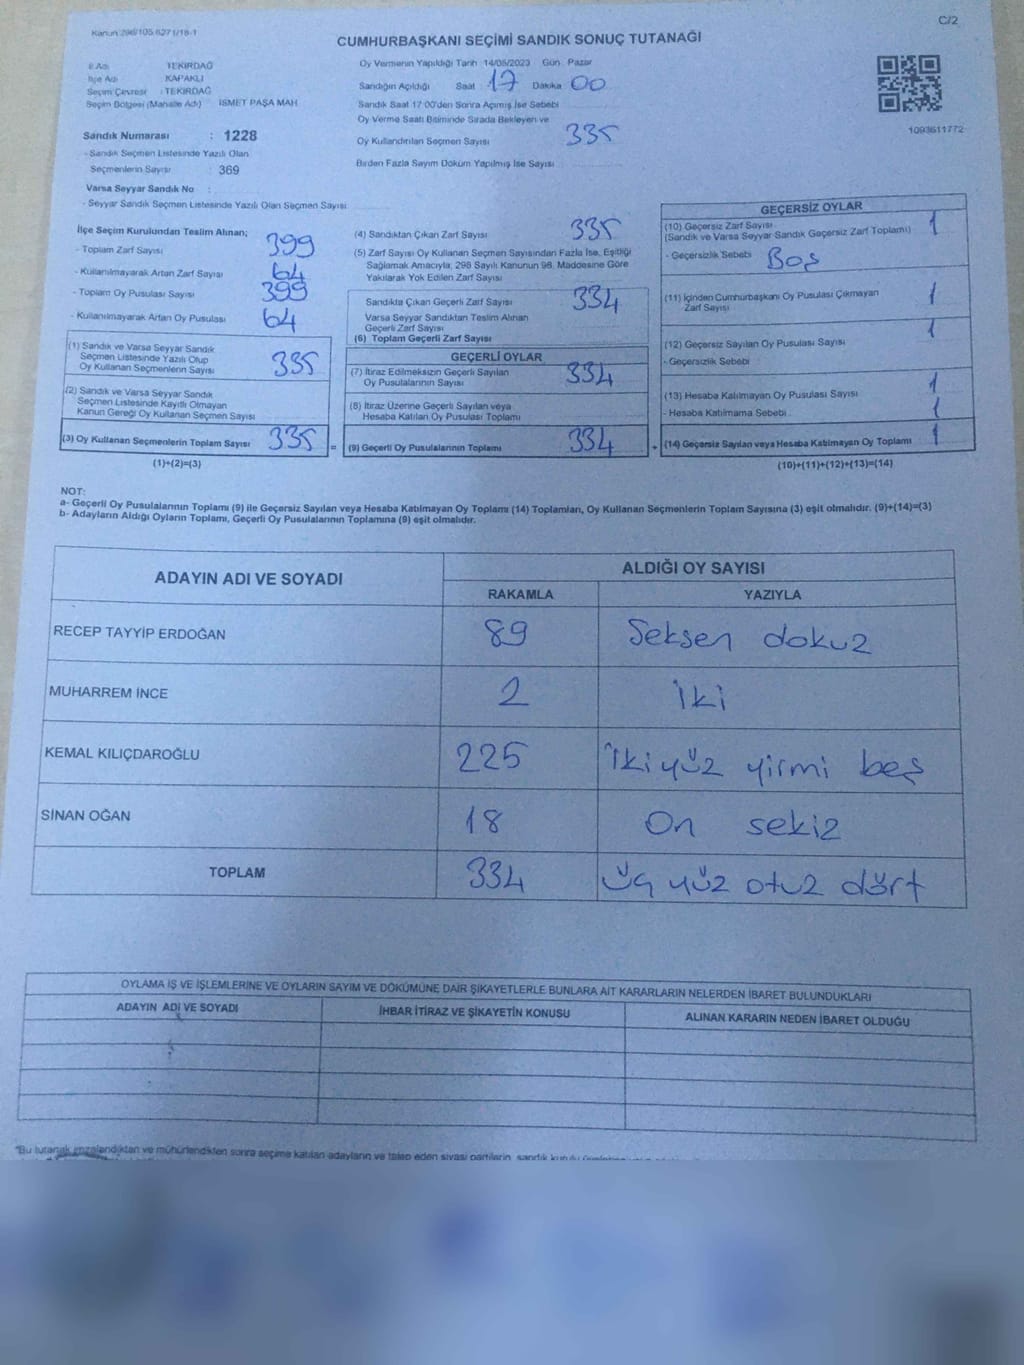 C/2
Kanun 298/105 6271/18-1
CUMHURBAŞKANI SEÇİMİ SANDIK SONUÇ TUTANAĞI
İl Adı TEKİRDAĞ
İlçe Adı KAPAKLI
Seçim Çevresi : TEKİRDAĞ
Seçim Bölgesi (Mahalle Adı) İSMET PAŞA MAH
Sandık Numarası : 1228
- Sandık Seçmen Listesinde Yazılı Olan
Seçmenlerin Sayısı : 369
Varsa Seyyar Sandık No :
- Seyyar Sandık Seçmen Listesinde Yazılı Olan Seçmen Sayısı
Oy Vermenin Yapıldığı Tarih 14/05/2023 Gün Pazar
Sandığın Açıldığı Saat : 17 Dakika 00
Sandık Saat 17 00'den Sonra Açımış İse Sebebi
Oy Verme Saati Bitiminde Sırada Bekleyen ve
Oy Kullandırılan Seçmen Sayısı 335
Birden Fazla Sayım Döküm Yapılmış İse Sayısı
1093611772
İlçe Seçim Kurulundan Teslim Alınan;
- Toplam Zarf Sayısı 399
- Kullanılmayarak Artan Zarf Sayısı 64
- Toplam Oy Pusulası Sayısı 399
- Kullanılmayarak Artan Oy Pusulası 64
(1) Sandık ve Varsa Seyyar Sandık
Seçmen Listesinde Yazılı Olup
Oy Kullanan Seçmenlerin Sayısı 335
(2) Sandık ve Varsa Seyyar Sandık
Seçmen Listesinde Kayıtlı Olmayan
Kanun Gereği Oy Kullanan Seçmen Sayısı
(3) Oy Kullanan Seçmenlerin Toplam Sayısı 335 =
(1)+(2)=(3)
(4) Sandıktan Çıkan Zarf Sayısı 335
(5) Zarf Sayısı Oy Kullanan Seçmen Sayısından Fazla İse, Eşitliği
Sağlamak Amacıyla, 298 Sayılı Kanunun 98. Maddesine Göre
Yakılarak Yok Edilen Zarf Sayısı
Sandıkta Çıkan Geçerli Zarf Sayısı 334
Varsa Seyyar Sandıktan Teslim Alınan
Geçerli Zarf Sayısı
(6) Toplam Geçerli Zarf Sayısı
GEÇERLİ OYLAR
(7) İtiraz Edilmeksizin Geçerli Sayılan
Oy Pusulalarının Sayısı 334
(8) İtiraz Üzerine Geçerli Sayılan veya
Hesaba Katılan Oy Pusulası Toplamı
(9) Geçerli Oy Pusulalarının Toplamı 334 +
GEÇERSİZ OYLAR
(10) Geçersiz Zarf Sayısı 1
(Sandık ve Varsa Seyyar Sandık Geçersiz Zarf Toplamı)
- Geçersizlik Sebebi Boş
(11) İçinden Cumhurbaşkanı Oy Pusulası Çıkmayan 1
Zarf Sayısı
(12) Geçersiz Sayılan Oy Pusulası Sayısı 1
- Geçersizlik Sebebi
(13) Hesaba Katılmayan Oy Pusulası Sayısı 1
- Hesaba Katılmama Sebebi 1
(14) Geçersiz Sayılan veya Hesaba Katılmayan Oy Toplamı 1
(10)+(11)+(12)+(13)=(14)
NOT:
a- Geçerli Oy Pusulalarının Toplamı (9) ile Geçersiz Sayılan veya Hesaba Katılmayan Oy Toplamı (14) Toplamları, Oy Kullanan Seçmenlerin Toplam Sayısına (3) eşit olmalıdır. (9)+(14)=(3)
b- Adayların Aldığı Oyların Toplamı, Geçerli Oy Pusulalarının Toplamına (9) eşit olmalıdır.
ADAYIN ADI VE SOYADI ALDIĞI OY SAYISI
RAKAMLA YAZIYLA
RECEP TAYYİP ERDOĞAN 89 Seksen dokuz
MUHARREM İNCE 2 İki
KEMAL KILIÇDAROĞLU 225 İkiyüz yirmi beş
SİNAN OĞAN 18 On sekiz
TOPLAM 334 Üç yüz otuz dört
OYLAMA İŞ VE İŞLEMLERİNE VE OYLARIN SAYIM VE DÖKÜMÜNE DAİR ŞİKAYETLERLE BUNLARA AİT KARARLARIN NELERDEN İBARET BULUNDUKLARI
ADAYIN ADI VE SOYADI İHBAR İTİRAZ VE ŞİKAYETİN KONUSU ALINAN KARARIN NEDEN İBARET OLDUĞU
"Bu tutanak imzalandıktan ve mühürlendikten sonra seçime katılan adayların ve talep eden siyasi partilerin, sandık kurulu